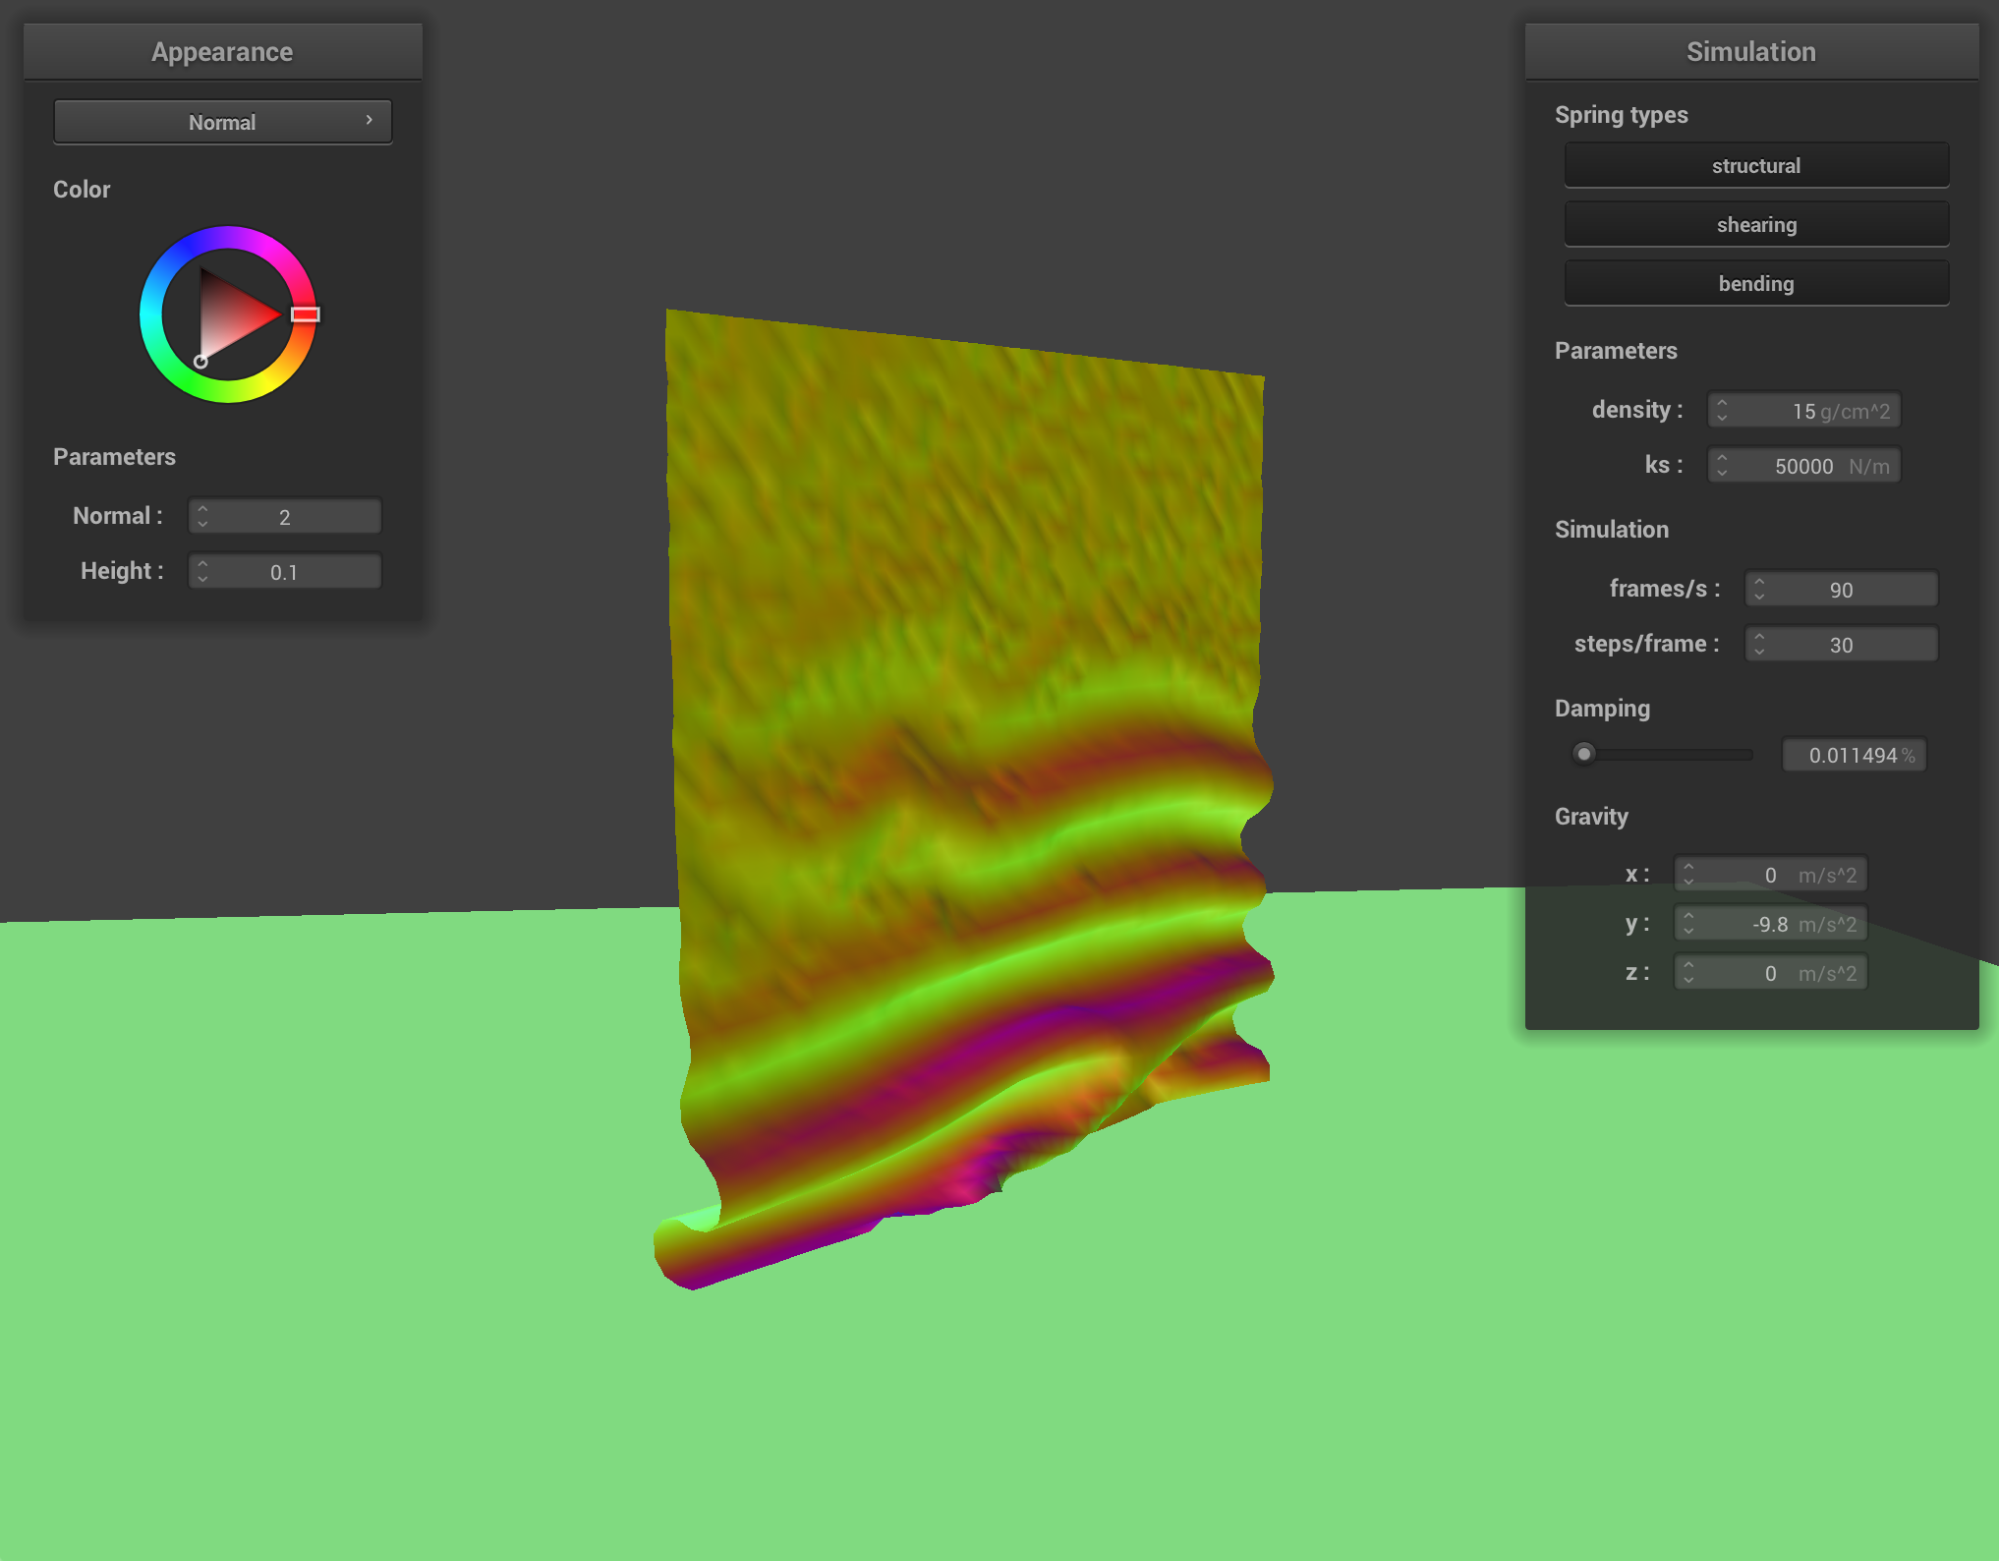 Appearance
Normal
Color
Parameters
Normal : 2
Height : 0.1
Simulation
Spring types
structural
shearing
bending
Parameters
density : 15 g/cm^2
ks : 50000 N/m
Simulation
frames/s : 90
steps/frame : 30
Damping
0.011494 %
Gravity
x : 0 m/s^2
y : -9.8 m/s^2
z : 0 m/s^2